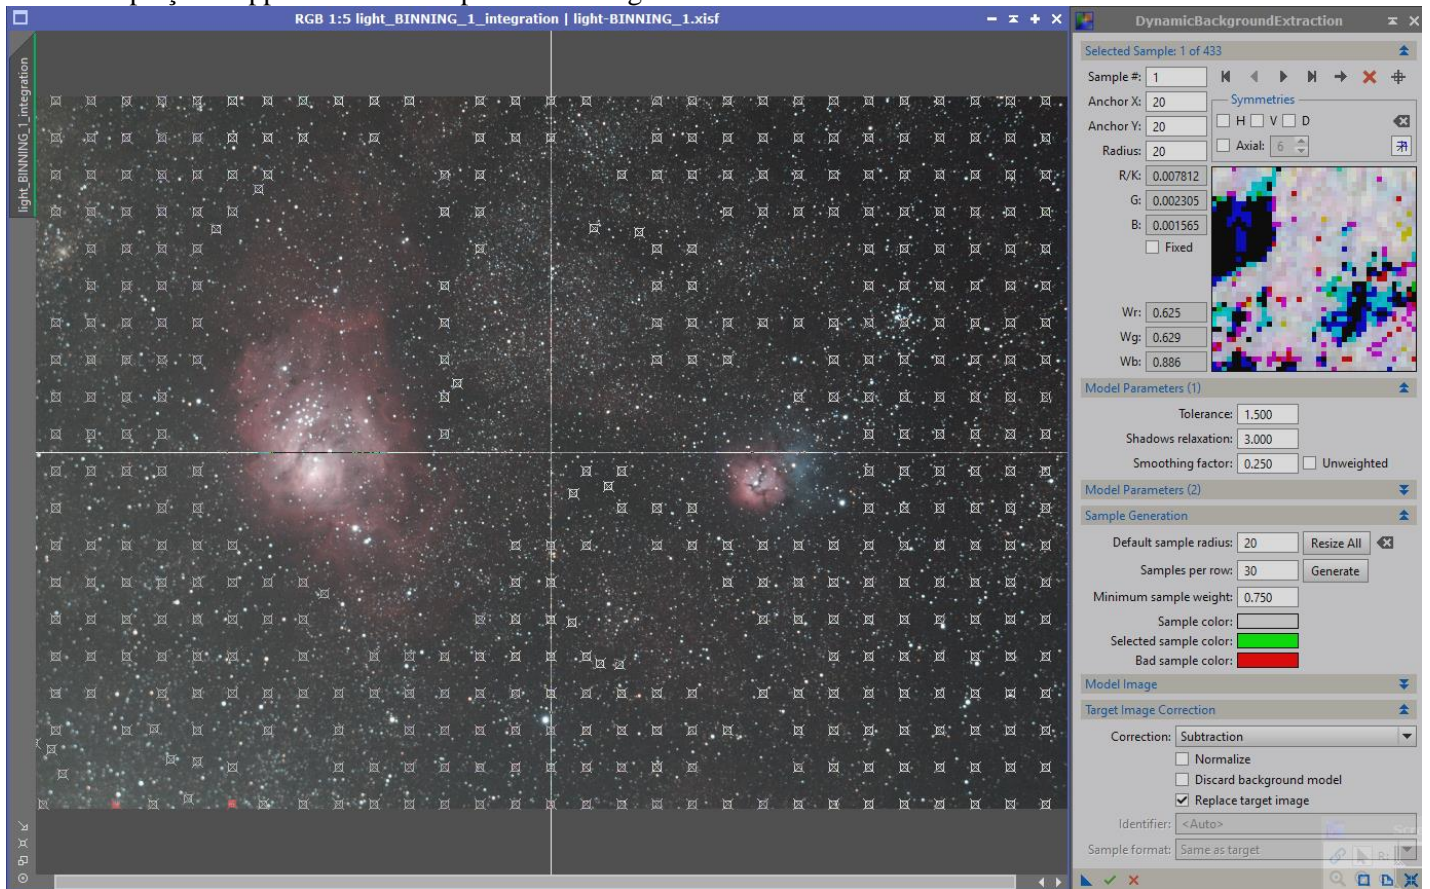 RGB 1:5 light_BINNING_1_integration | light-BINNING_1.xisf
light_BINNING_1_integration
DynamicBackgroundExtraction
Selected Sample: 1 of 433
Sample #: 1
Anchor X: 20
Symmetries
H V D
Anchor Y: 20
Radius: 20
Axial: 6
R/K: 0.007812
G: 0.002305
B: 0.001565
Fixed
Wr: 0.625
Wg: 0.629
Wb: 0.886
Model Parameters (1)
Tolerance: 1.500
Shadows relaxation: 3.000
Smoothing factor: 0.250 Unweighted
Model Parameters (2)
Sample Generation
Default sample radius: 20 Resize All
Samples per row: 30 Generate
Minimum sample weight: 0.750
Sample color:
Selected sample color:
Bad sample color:
Model Image
Target Image Correction
Correction: Subtraction
Normalize
Discard background model
Replace target image
Identifier: <Auto>
Sample format: Same as target
R: